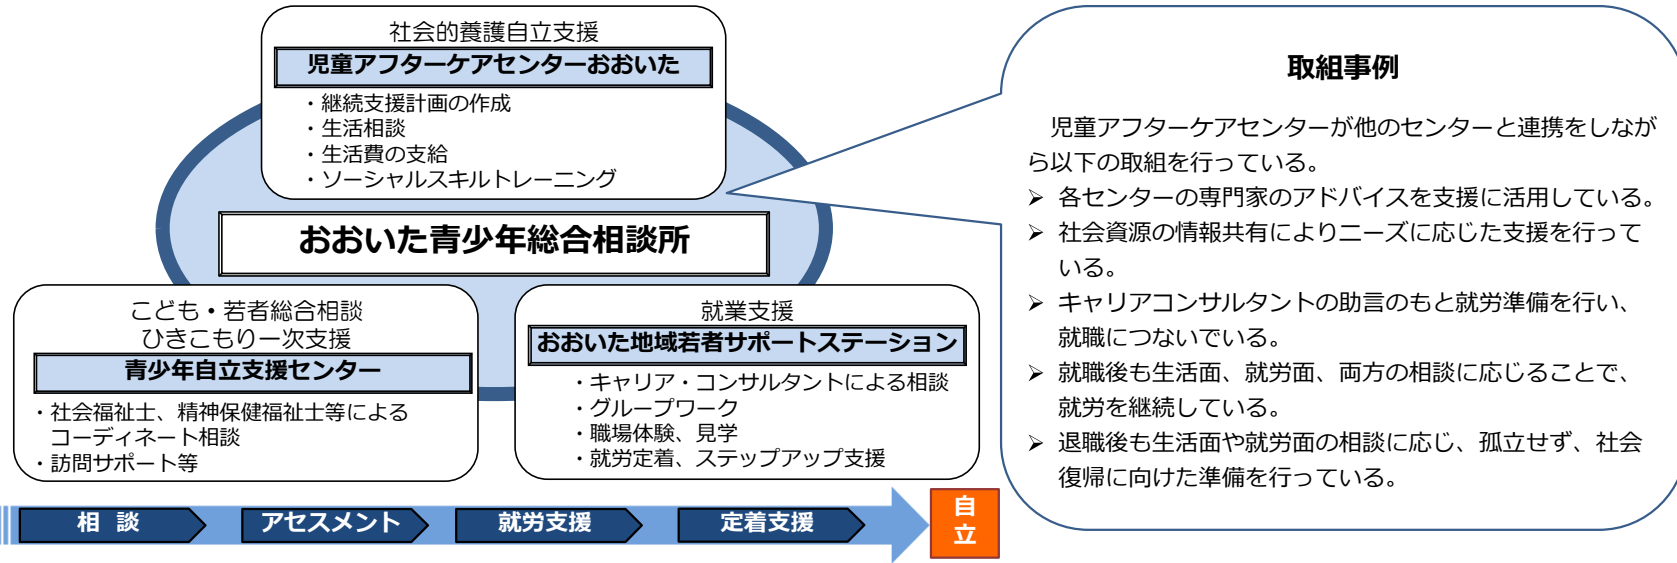 社会的養護自立支援
児童アフターケアセンターおおいた
・継続支援計画の作成
・生活相談
・生活費の支給
・ソーシャルスキルトレーニング
おおいた青少年総合相談所
こども・若者総合相談
ひきこもり一次支援
青少年自立支援センター
・社会福祉士、精神保健福祉士等による
コーディネート相談
・訪問サポート等
就業支援
おおいた地域若者サポートステーション
・キャリア・コンサルタントによる相談
・グループワーク
・職場体験、見学
・就労定着、ステップアップ支援
相 談
アセスメント
就労支援
定着支援
自
立
取組事例
児童アフターケアセンターが他のセンターと連携をしなが
ら以下の取組を行っている。
➢ 各センターの専門家のアドバイスを支援に活用している。
➢ 社会資源の情報共有によりニーズに応じた支援を行って
いる。
➢ キャリアコンサルタントの助言のもと就労準備を行い、
就職につないでいる。
➢ 就職後も生活面、就労面、両方の相談に応じることで、
就労を継続している。
➢ 退職後も生活面や就労面の相談に応じ、孤立せず、社会
復帰に向けた準備を行っている。